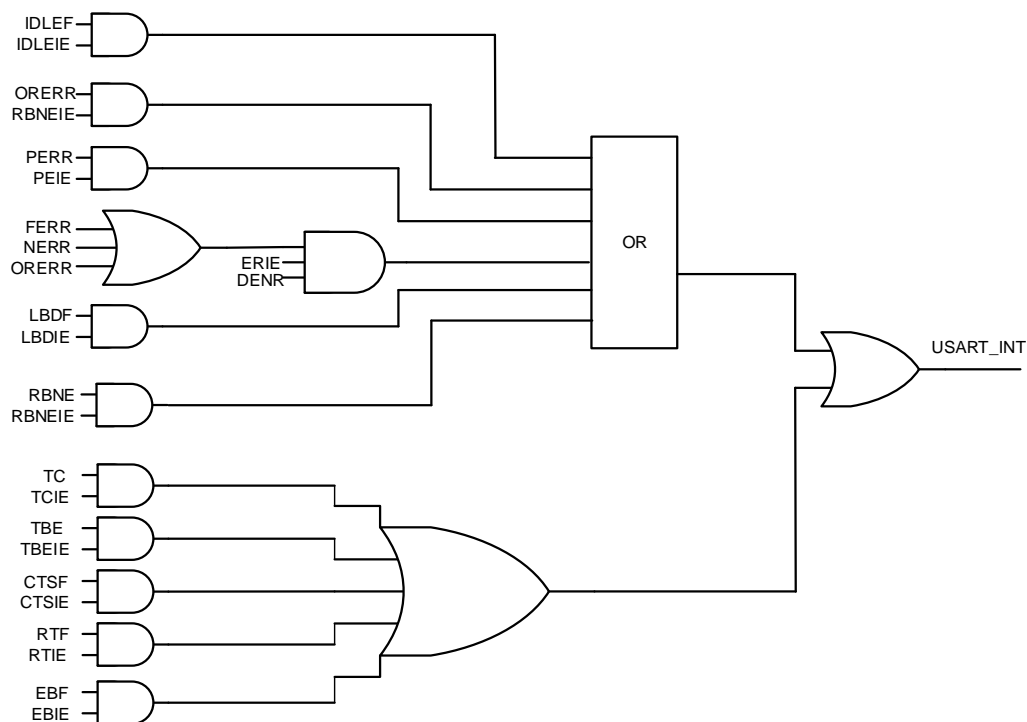 IDLEF
IDLEIE
ORERR
RBNEIE
PERR
PEIE
FERR
NERR
ORERR
ERIE
DENR
OR
LBDF
LBDIE
USART_INT
RBNE
RBNEIE
TC
TCIE
TBE
TBEIE
CTSF
CTSIE
RTF
RTIE
EBF
EBIE